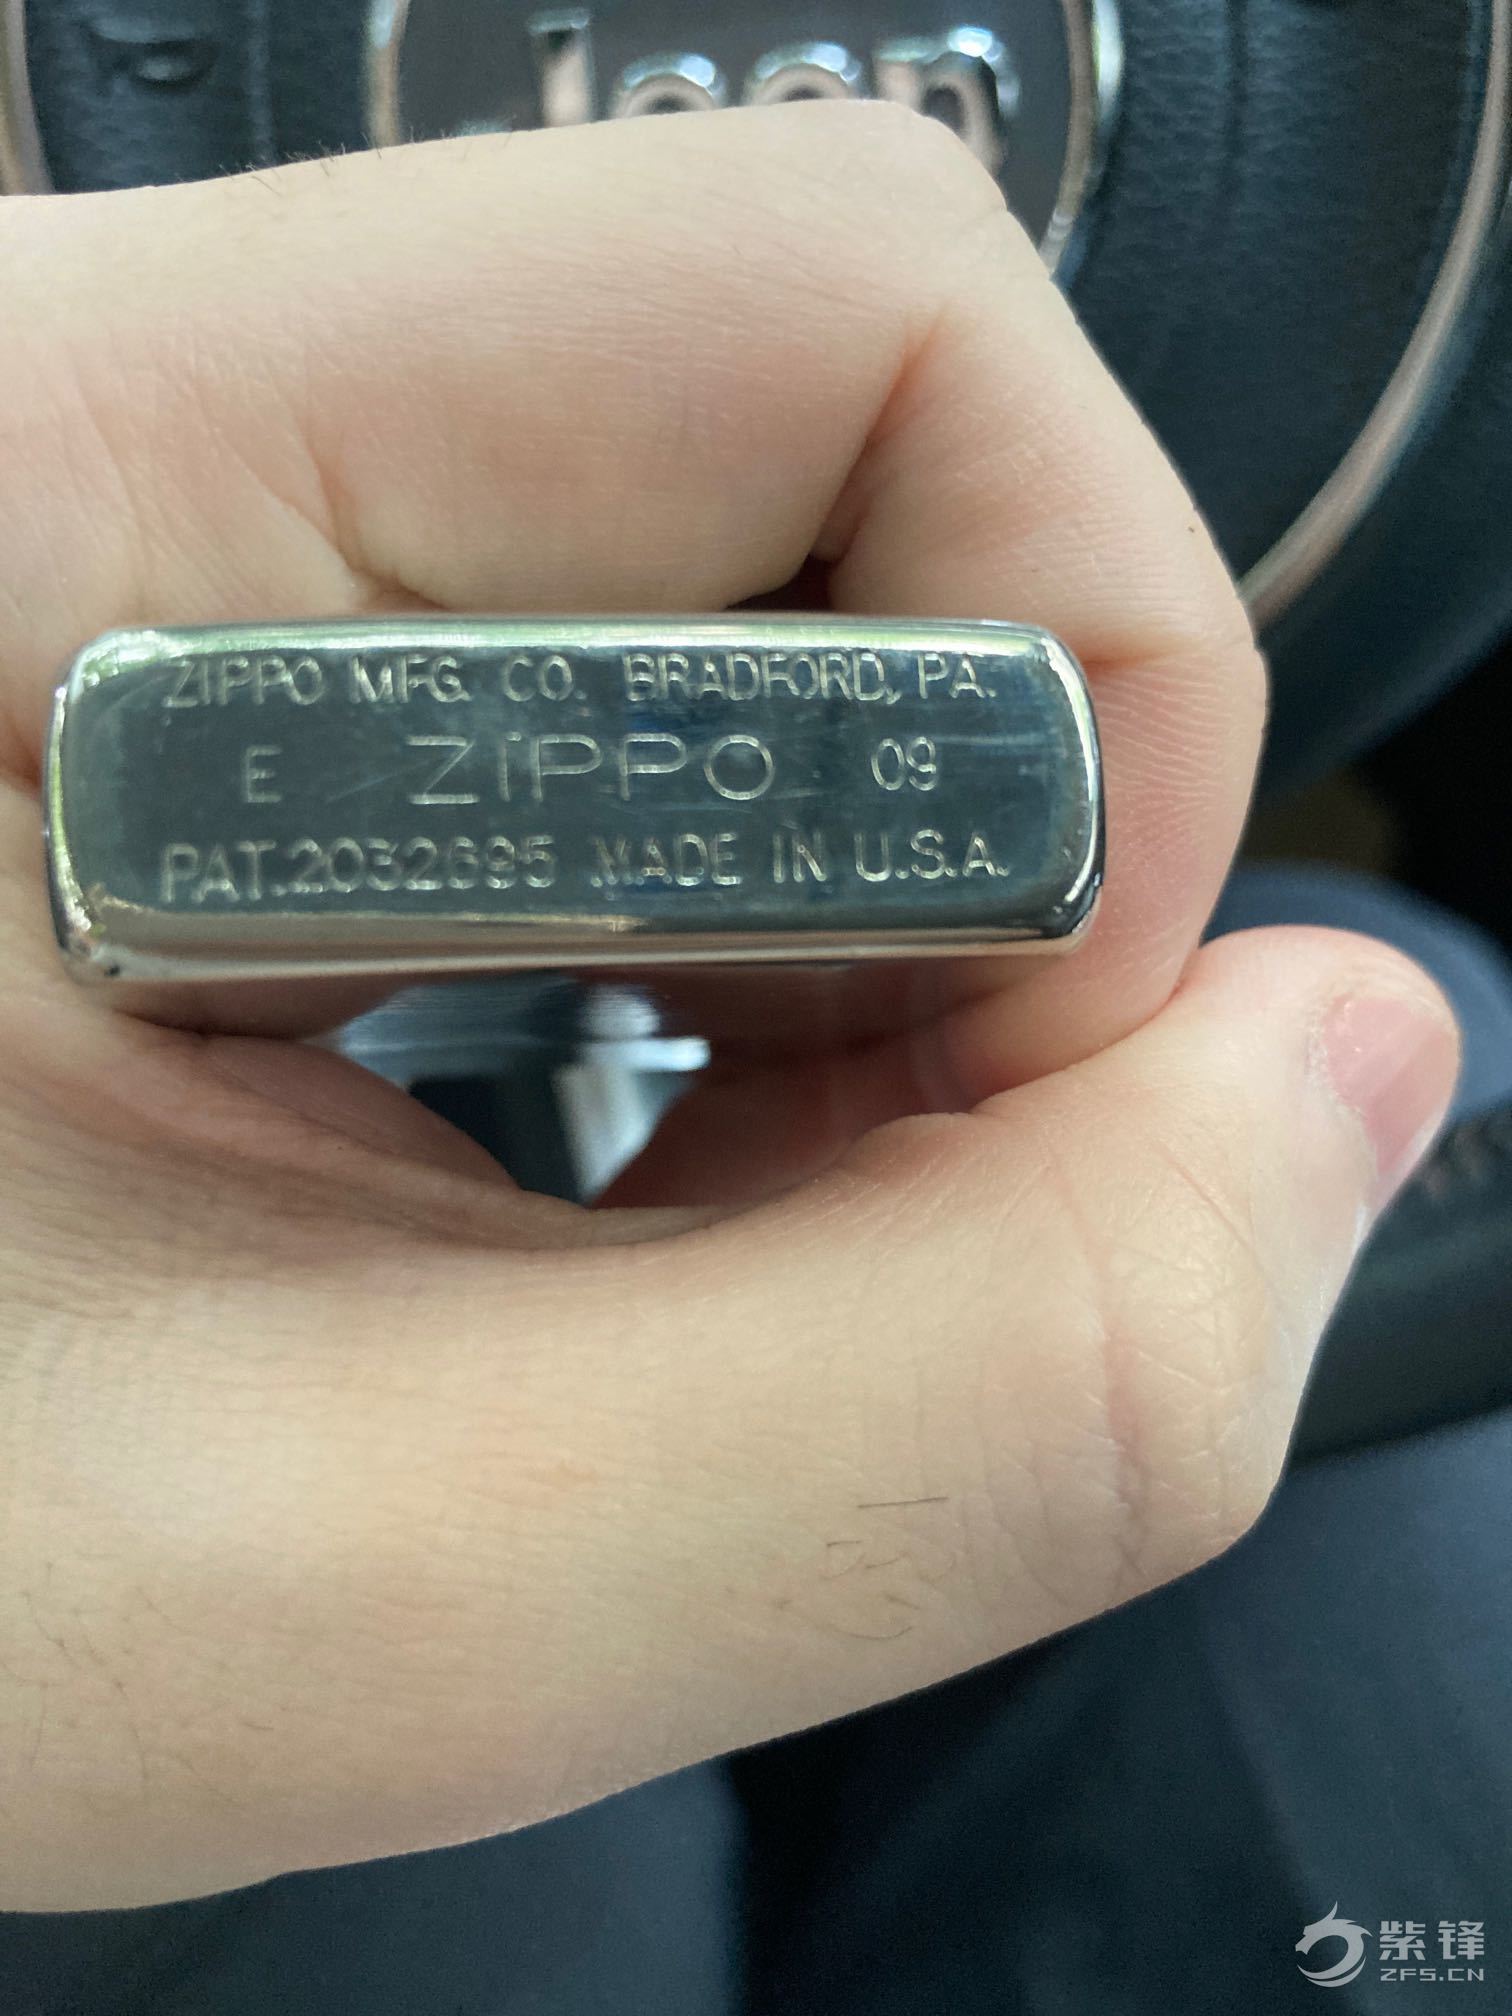 Jeep
ZIPPO MFG. CO. BRADFORD, PA.
E ZIPPO 09
PAT.2032695 MADE IN U.S.A.
紫锋
ZFS.CN